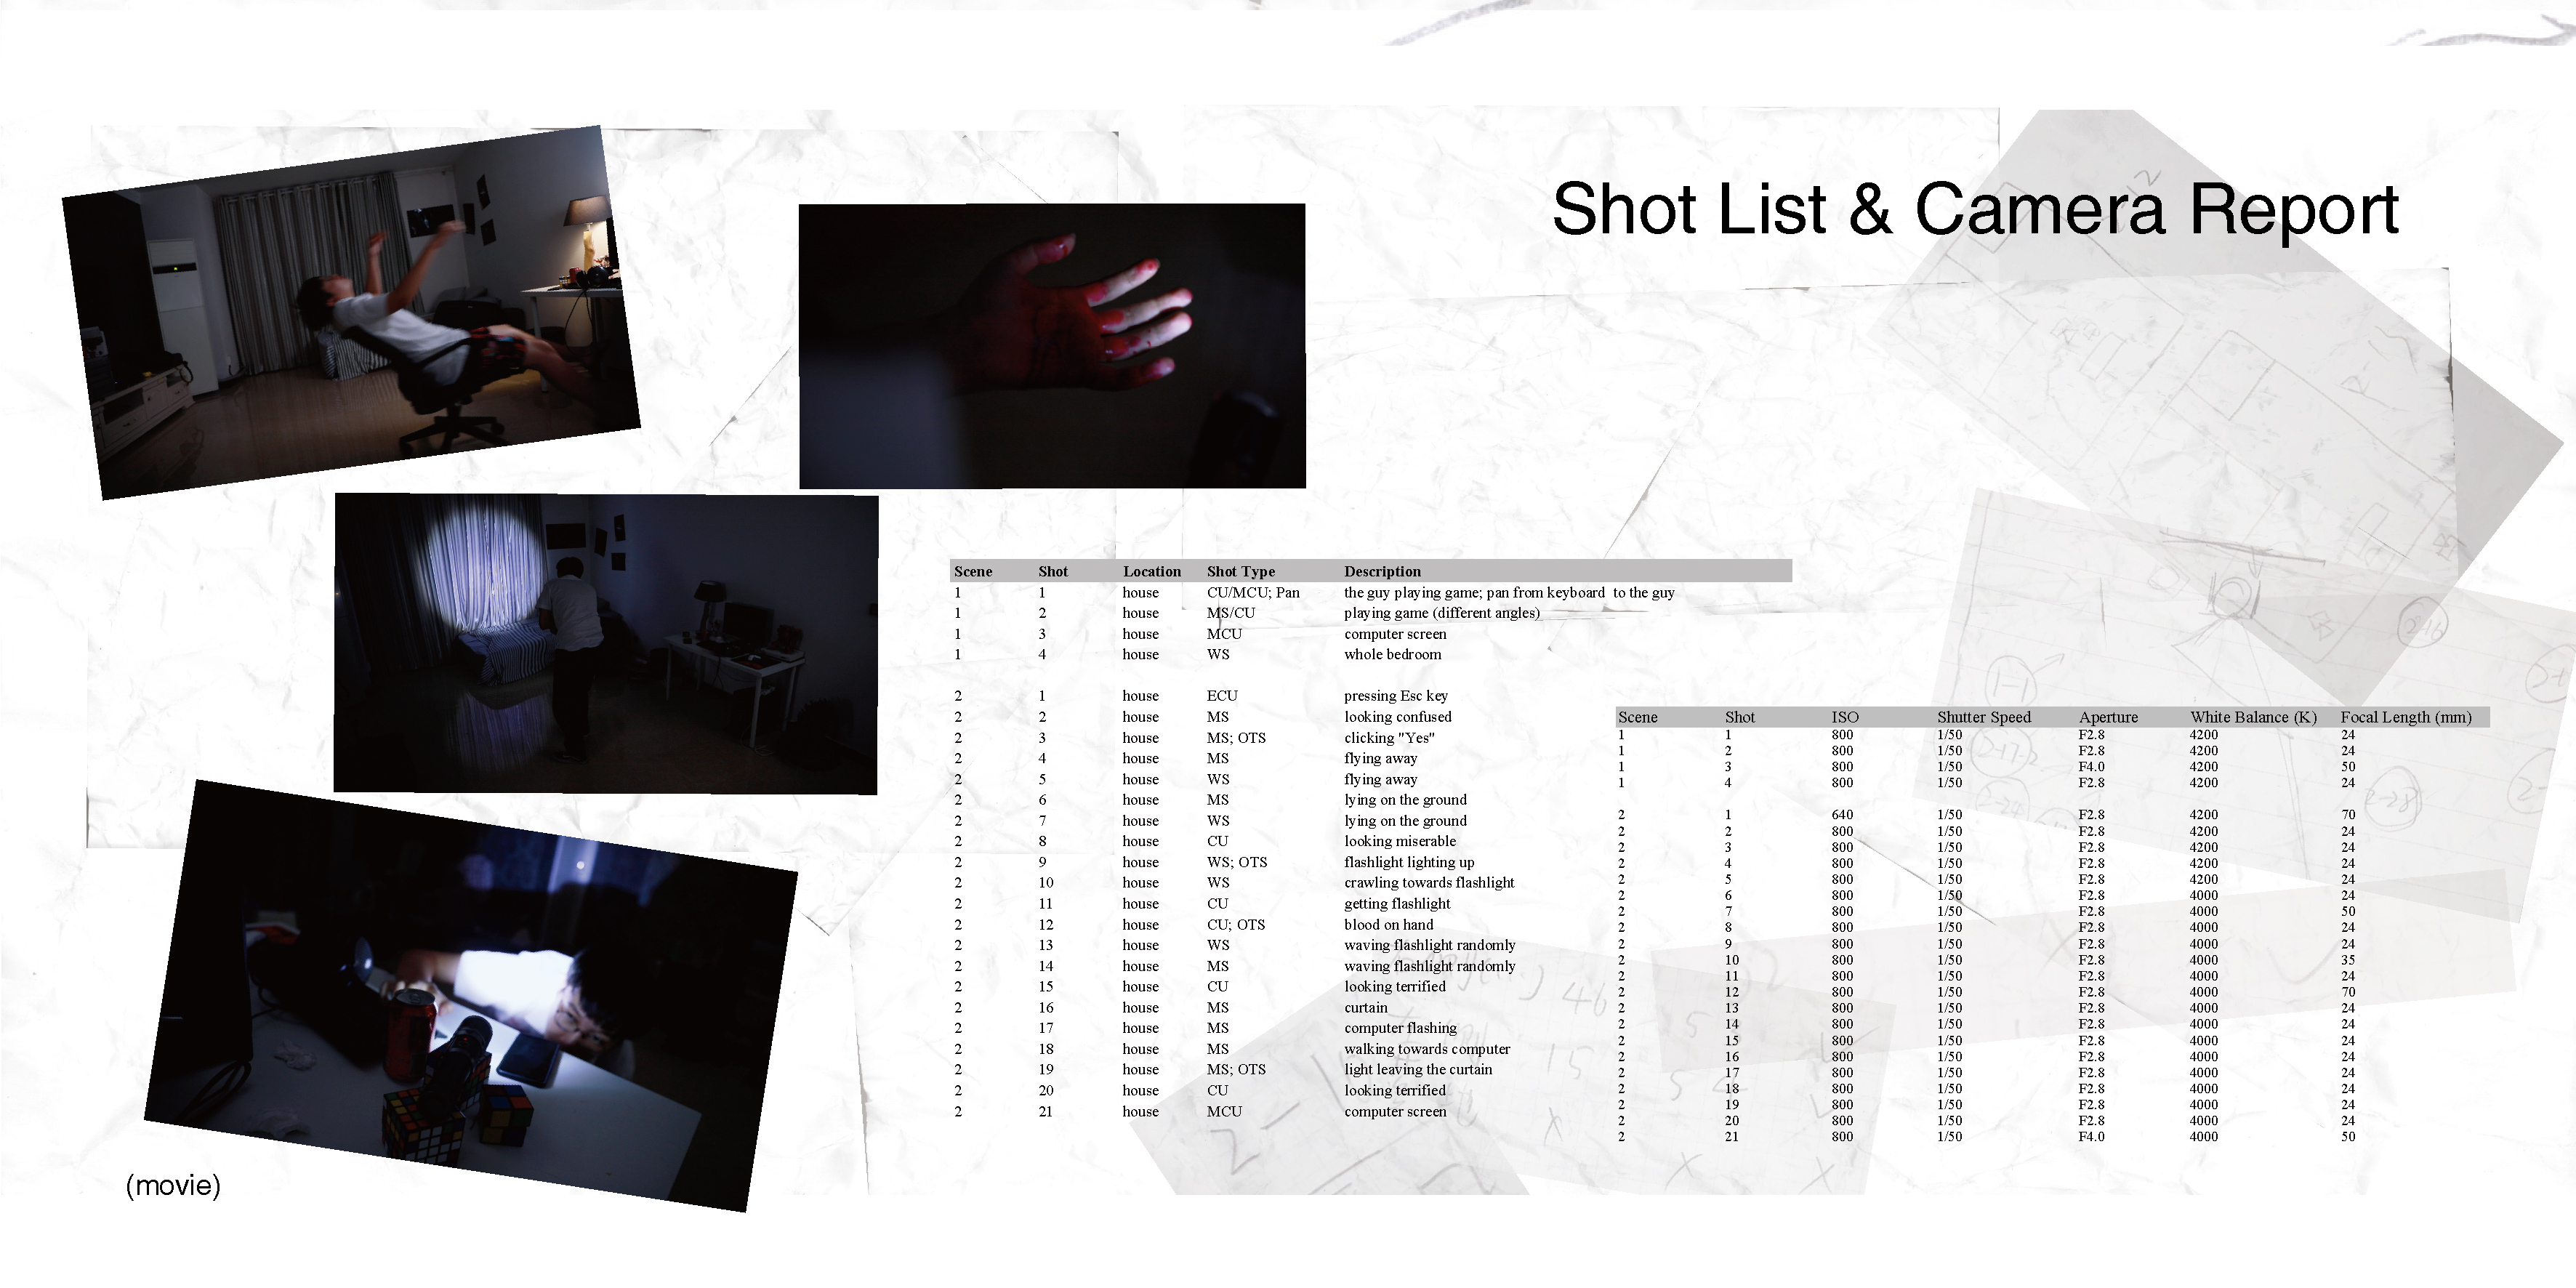 Shot List & Camera Report
Scene Shot Location Shot Type Description
1 1 house CU/MCU; Pan the guy playing game; pan from keyboard to the guy
1 2 house MS/CU playing game (different angles)
1 3 house MCU computer screen
1 4 house WS whole bedroom
2 1 house ECU pressing Esc key
2 2 house MS looking confused
2 3 house MS; OTS clicking "Yes"
2 4 house MS flying away
2 5 house WS flying away
2 6 house MS lying on the ground
2 7 house WS lying on the ground
2 8 house CU looking miserable
2 9 house WS; OTS flashlight lighting up
2 10 house WS crawling towards flashlight
2 11 house CU getting flashlight
2 12 house CU; OTS blood on hand
2 13 house WS waving flashlight randomly
2 14 house MS waving flashlight randomly
2 15 house CU looking terrified
2 16 house MS curtain
2 17 house MS computer flashing
2 18 house MS walking towards computer
2 19 house MS; OTS light leaving the curtain
2 20 house CU looking terrified
2 21 house MCU computer screen
Scene Shot ISO Shutter Speed Aperture White Balance (K) Focal Length (mm)
1 1 800 1/50 F2.8 4200 24
1 2 800 1/50 F2.8 4200 24
1 3 800 1/50 F4.0 4200 50
1 4 800 1/50 F2.8 4200 24
2 1 640 1/50 F2.8 4200 70
2 2 800 1/50 F2.8 4200 24
2 3 800 1/50 F2.8 4200 24
2 4 800 1/50 F2.8 4200 24
2 5 800 1/50 F2.8 4200 24
2 6 800 1/50 F2.8 4000 24
2 7 800 1/50 F2.8 4000 50
2 8 800 1/50 F2.8 4000 24
2 9 800 1/50 F2.8 4000 24
2 10 800 1/50 F2.8 4000 35
2 11 800 1/50 F2.8 4000 24
2 12 800 1/50 F2.8 4000 70
2 13 800 1/50 F2.8 4000 24
2 14 800 1/50 F2.8 4000 24
2 15 800 1/50 F2.8 4000 24
2 16 800 1/50 F2.8 4000 24
2 17 800 1/50 F2.8 4000 24
2 18 800 1/50 F2.8 4000 24
2 19 800 1/50 F2.8 4000 24
2 20 800 1/50 F2.8 4000 24
2 21 800 1/50 F4.0 4000 50
(movie)